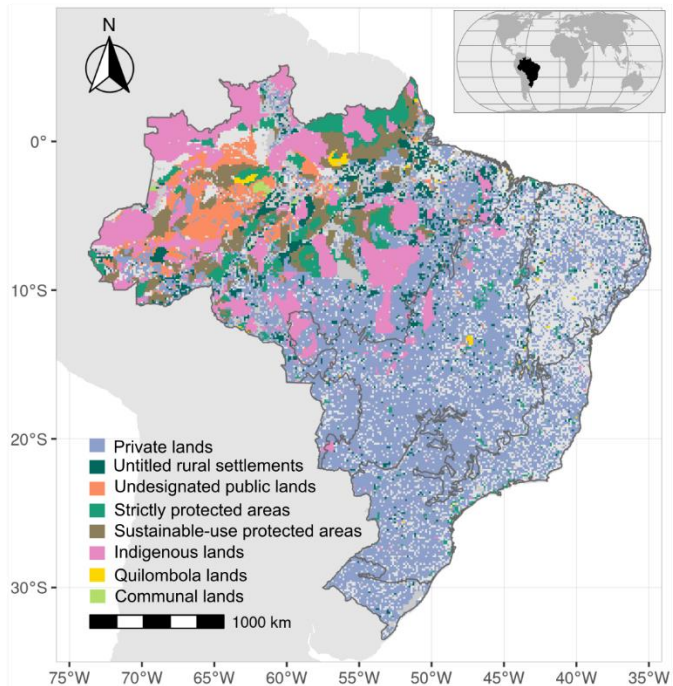 N
0°
10°S
20°S
30°S
Private lands
Untitled rural settlements
Undesignated public lands
Strictly protected areas
Sustainable-use protected areas
Indigenous lands
Quilombola lands
Communal lands
1000 km
75°W 70°W 65°W 60°W 55°W 50°W 45°W 40°W 35°W